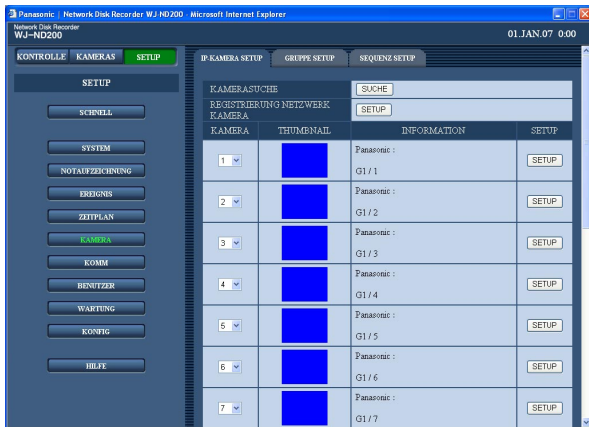 Panasonic | Network Disk Recorder WJ-ND200 - Microsoft Internet Explorer
Network Disk Recorder
WJ-ND200
01.JAN.07 0:00
KONTROLLE KAMERAS SETUP
SETUP
SCHNELL
SYSTEM
NOTAUFZEICHNUNG
EREIGNIS
ZEITPLAN
KAMERA
KOMM
BENUTZER
WARTUNG
KONFIG
HILFE
IP-KAMERA SETUP GRUPPE SETUP SEQUENZ SETUP
KAMERASUCHE SUCHE
REGISTRIERUNG NETZWERK
KAMERA SETUP
KAMERA THUMBNAIL INFORMATION SETUP
1 Panasonic : SETUP
G1 / 1
2 Panasonic : SETUP
G1 / 2
3 Panasonic : SETUP
G1 / 3
4 Panasonic : SETUP
G1 / 4
5 Panasonic : SETUP
G1 / 5
6 Panasonic : SETUP
G1 / 6
7 Panasonic : SETUP
G1 / 7